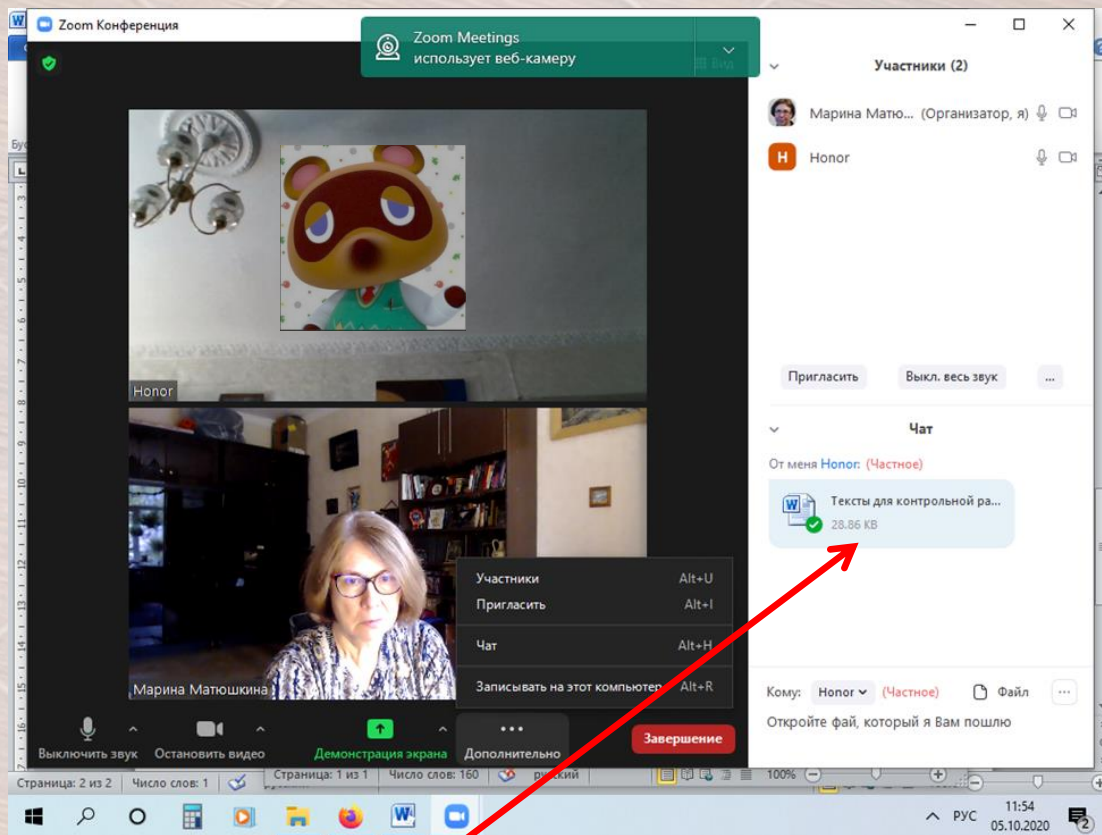 Zoom Конференция
Zoom Meetings
использует веб-камеру
Вид
Участники (2)
Марина Матю... (Организатор, я)
H Honor
Honor
Марина Матюшкина
Участники Alt+U
Пригласить Alt+I
Чат Alt+H
Записывать на этот компьютер Alt+R
Выключить звук
Остановить видео
Демонстрация экрана
Дополнительно
Завершение
Пригласить
Выкл. весь звук
...
Чат
От меня Honor: (Частное)
Тексты для контрольной ра...
28.86 KB
Кому: Honor (Частное) Файл ...
Откройте фай, который я Вам пошлю
Страница: 2 из 2 Число слов: 1
Страница: 1 из 1 Число слов: 160 русский
100%
РУС
11:54
05.10.2020
2